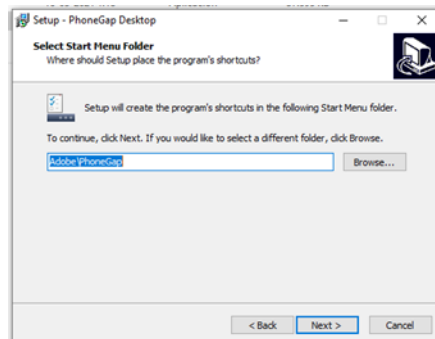 Setup - PhoneGap Desktop
Select Start Menu Folder
Where should Setup place the program's shortcuts?
Setup will create the program's shortcuts in the following Start Menu folder.
To continue, click Next. If you would like to select a different folder, click Browse.
Adobe\PhoneGap
Browse...
< Back
Next >
Cancel